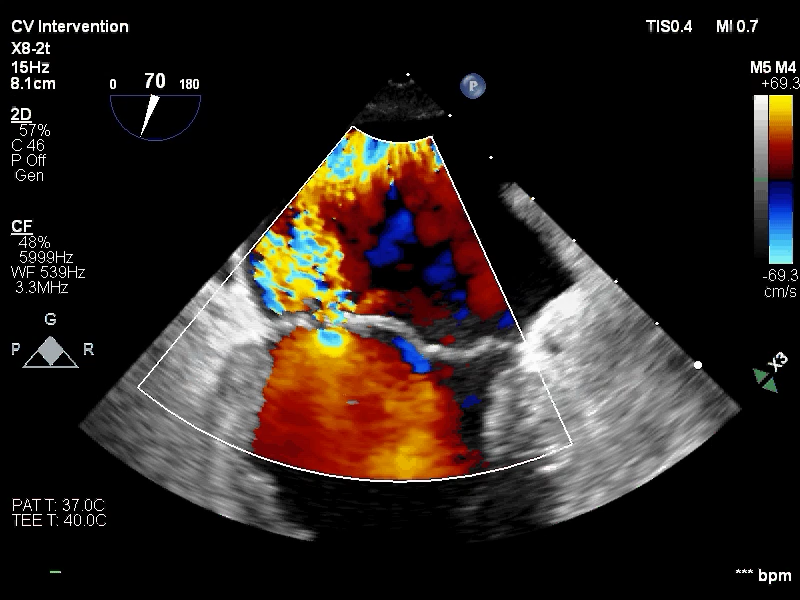 CV Intervention
X8-2t
15Hz
8.1cm
2D
57%
C 46
P Off
Gen
CF
48%
5999Hz
WF 539Hz
3.3MHz
0 70 180
P
TIS0.4 MI 0.7
M5 M4
+69.3
-69.3
cm/s
G
P R
X3
PAT T: 37.0C
TEE T: 40.0C
*** bpm